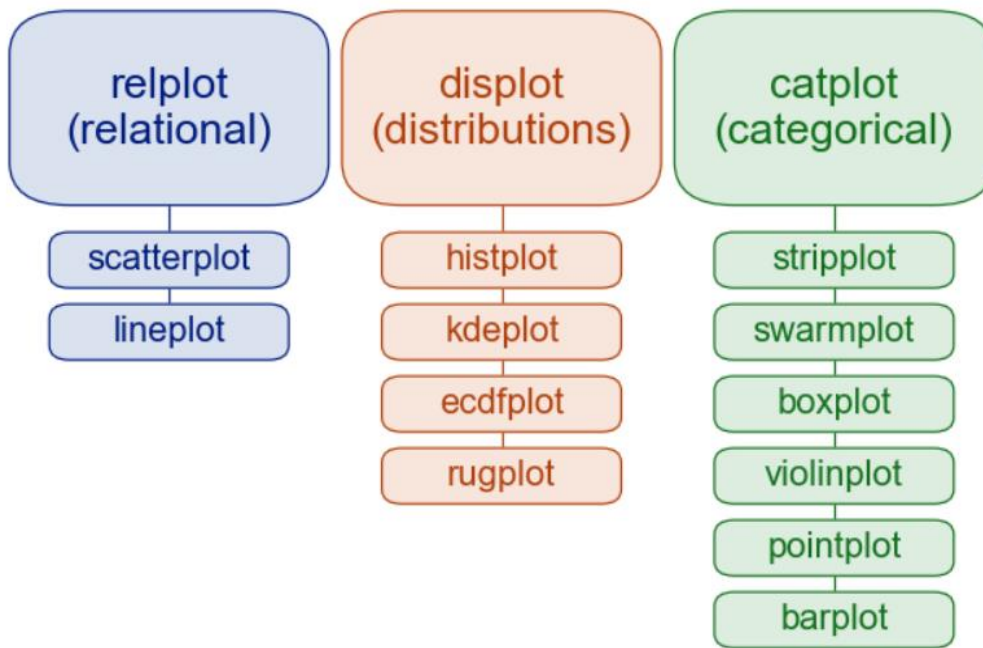 relplot
(relational)
scatterplot
lineplot
displot
(distributions)
histplot
kdeplot
ecdfplot
rugplot
catplot
(categorical)
stripplot
swarmplot
boxplot
violinplot
pointplot
barplot